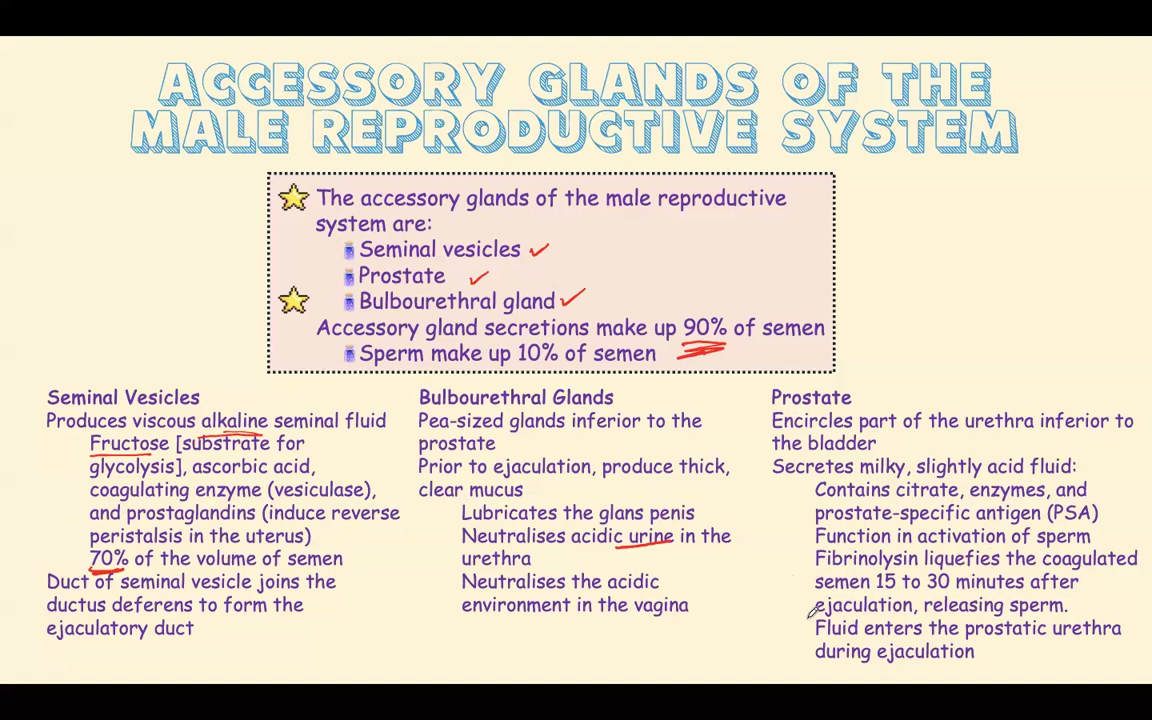 ACCESSORY GLANDS OF THE
MALE REPRODUCTIVE SYSTEM
The accessory glands of the male reproductive
system are:
Seminal vesicles
Prostate
Bulbourethral gland
Accessory gland secretions make up 90% of semen
Sperm make up 10% of semen
Seminal Vesicles
Produces viscous alkaline seminal fluid
Fructose [substrate for
glycolysis], ascorbic acid,
coagulating enzyme (vesiculase),
and prostaglandins (induce reverse
peristalsis in the uterus)
70% of the volume of semen
Duct of seminal vesicle joins the
ductus deferens to form the
ejaculatory duct
Bulbourethral Glands
Pea-sized glands inferior to the
prostate
Prior to ejaculation, produce thick,
clear mucus
Lubricates the glans penis
Neutralises acidic urine in the
urethra
Neutralises the acidic
environment in the vagina
Prostate
Encircles part of the urethra inferior to
the bladder
Secretes milky, slightly acid fluid:
Contains citrate, enzymes, and
prostate-specific antigen (PSA)
Function in activation of sperm
Fibrinolysin liquefies the coagulated
semen 15 to 30 minutes after
ejaculation, releasing sperm.
Fluid enters the prostatic urethra
during ejaculation